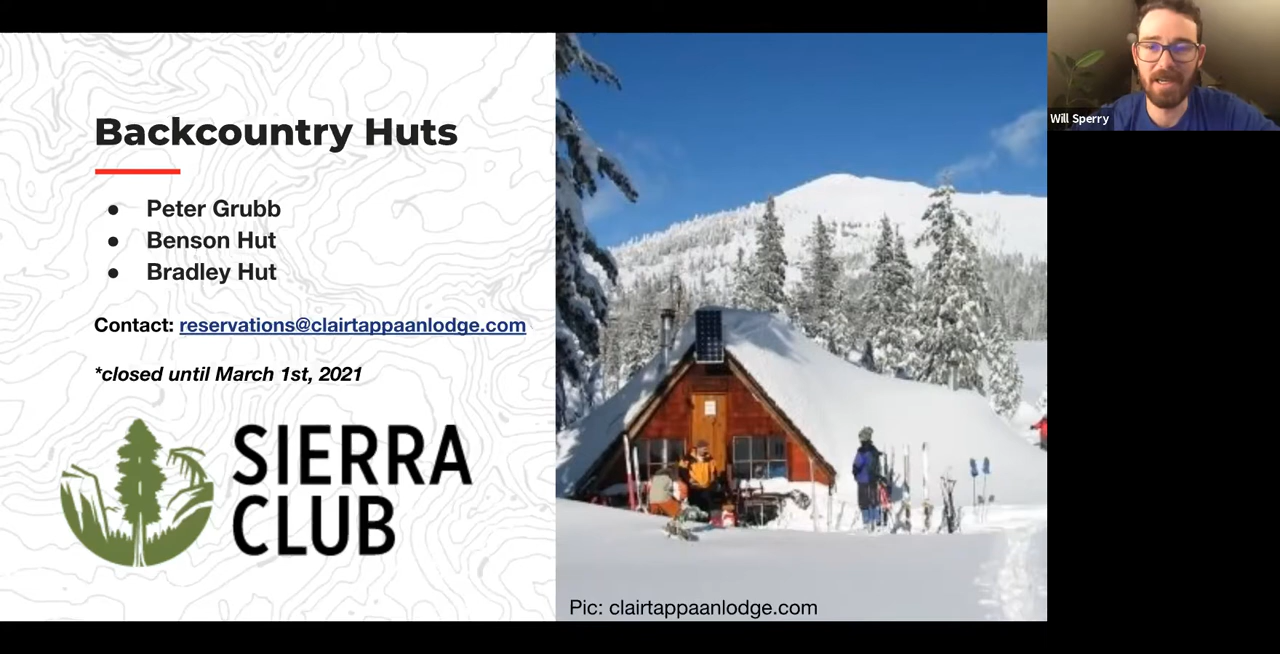 Backcountry Huts
● Peter Grubb
● Benson Hut
● Bradley Hut
Contact: reservations@clairtappaanlodge.com
*closed until March 1st, 2021
SIERRA
CLUB
Pic: clairtappaanlodge.com
Will Sperry